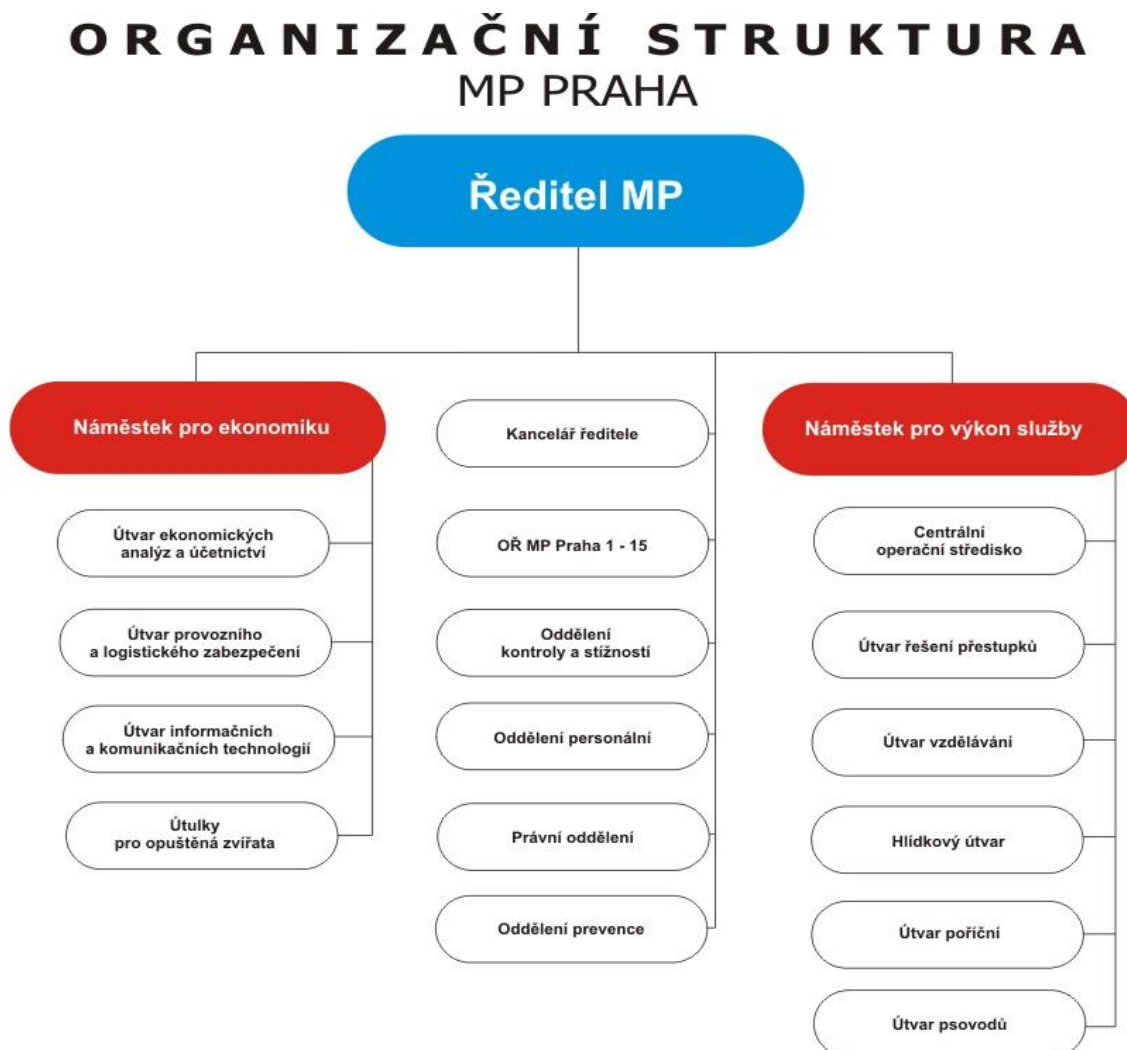 ORGANIZAČNÍ STRUKTURA
MP PRAHA
Ředitel MP
Náměstek pro ekonomiku
Útvar ekonomických
analýz a účetnictví
Útvar provozního
a logistického zabezpečení
Útvar informačních
a komunikačních technologií
Útulky
pro opuštěná zvířata
Kancelář ředitele
OŘ MP Praha 1 - 15
Oddělení
kontroly a stížností
Oddělení personální
Právní oddělení
Oddělení prevence
Náměstek pro výkon služby
Centrální
operační středisko
Útvar řešení přestupků
Útvar vzdělávání
Hlídkový útvar
Útvar poříční
Útvar psovodů